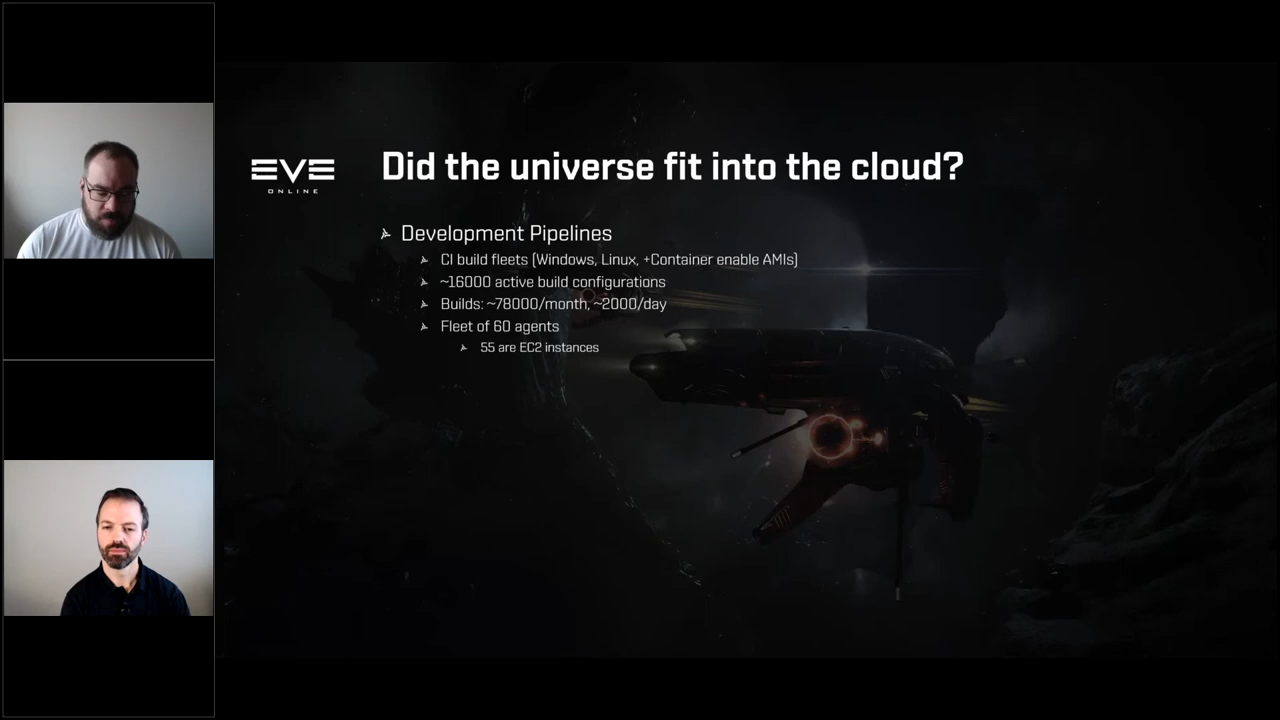 EVE
ONLINE
Did the universe fit into the cloud?
Development Pipelines
CI build fleets (Windows, Linux, +Container enable AMIs)
~16000 active build configurations
Builds: ~78000/month, ~2000/day
Fleet of 60 agents
55 are EC2 instances